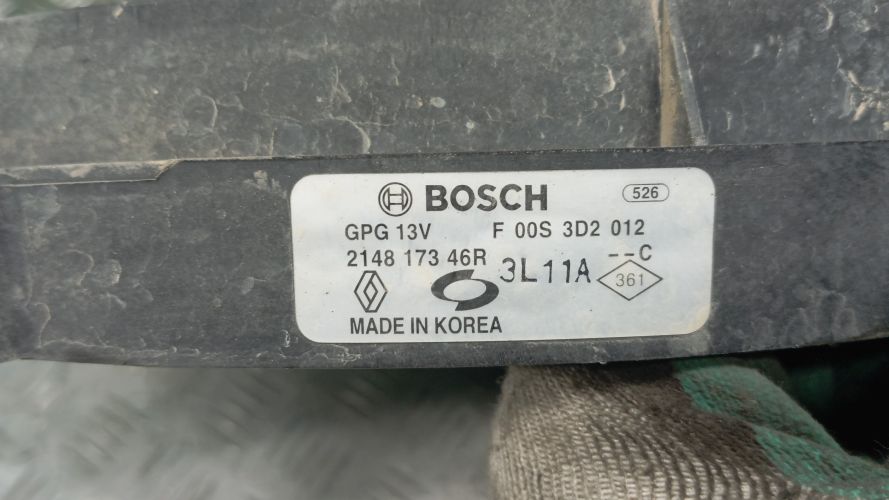 BOSCH 526
GPG 13V F 00S 3D2 012
2148 173 46R 3L11A --C
361
MADE IN KOREA